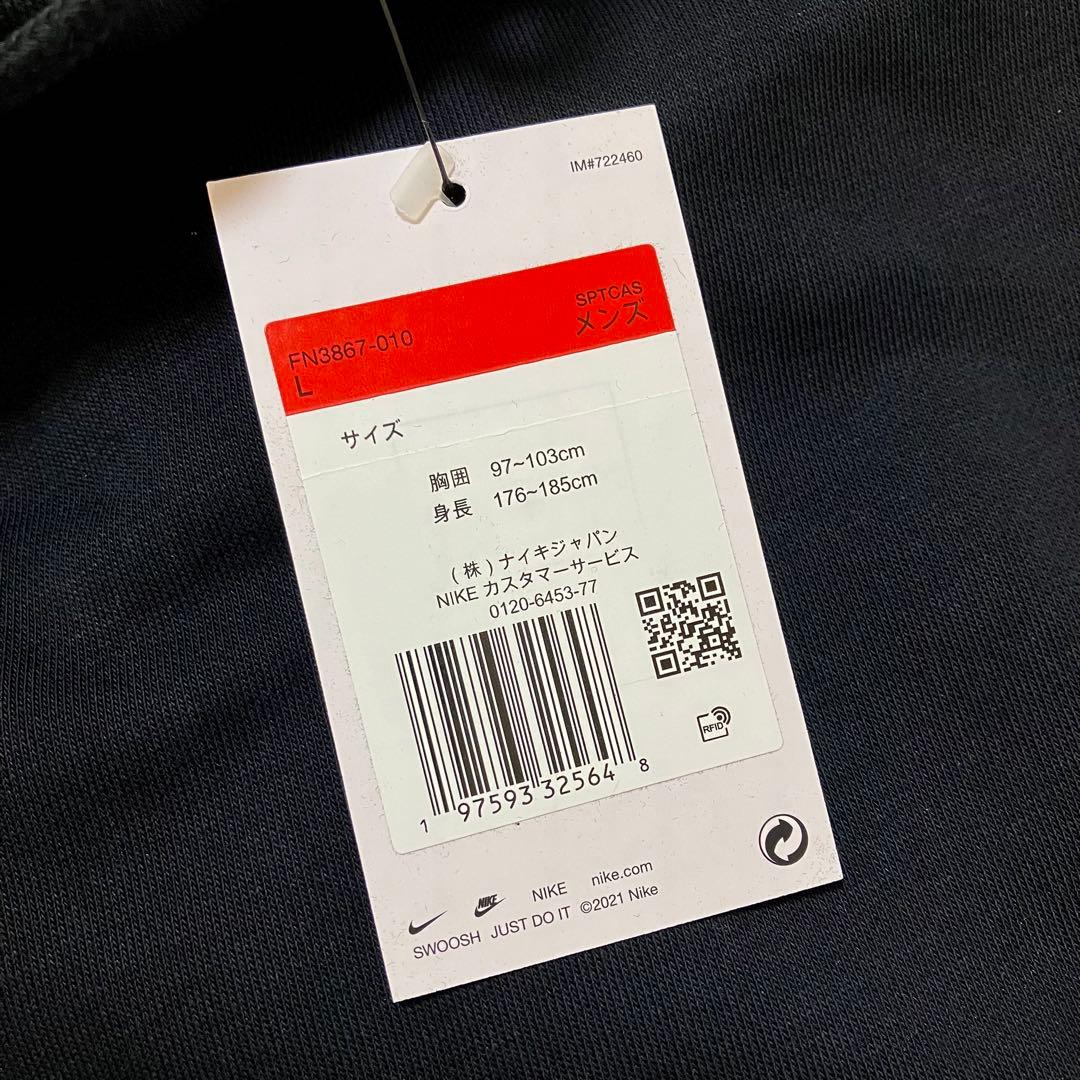 IM#722460
SPTCAS
FN3867-010 メンズ
L
サイズ
胸囲 97~103cm
身長 176~185cm
(株)ナイキジャパン
NIKE カスタマーサービス
0120-6453-77
RFID
1 97593 32564 8
NIKE NIKE nike.com
SWOOSH JUST DO IT ©2021 Nike